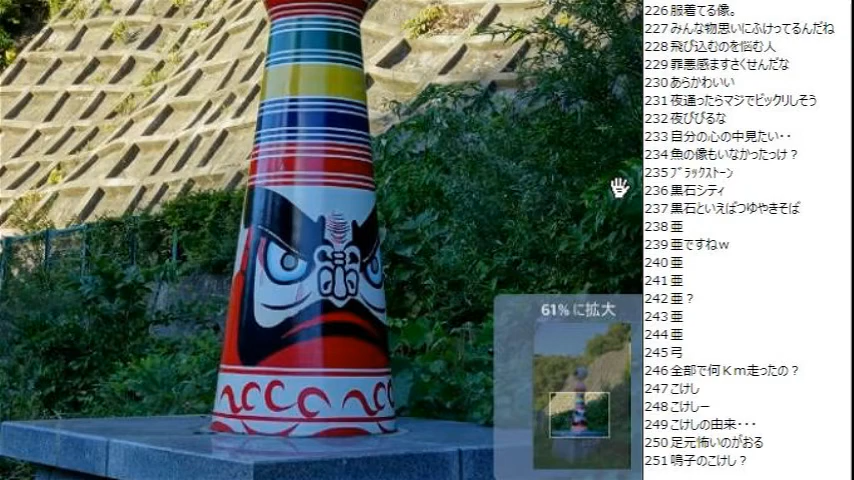 226 服着てる像。
227 みんな物思いにふけってるんだね
228 飛び込むのを悩む人
229 罪悪感ますさくせんだな
230 あらかわいい
231 夜通ったらマジでビックリしそう
232 夜びびるな
233 自分の心の中見たい・・
234 魚の像もいなかったっけ？
235 ﾌﾞﾗｯｸｽﾄｰﾝ
236 黒石シティ
237 黒石といえばつゆやきそば
238 亜
239 亜ですねｗ
240 亜
241 亜
242 亜？
243 亜
244 亜
245 弓
246 全部で何Ｋｍ走ったの？
247 こけし
248 こけしー
249 こけしの由来・・・
250 足元怖いのがおる
251 鳴子のこけし？
61% に拡大